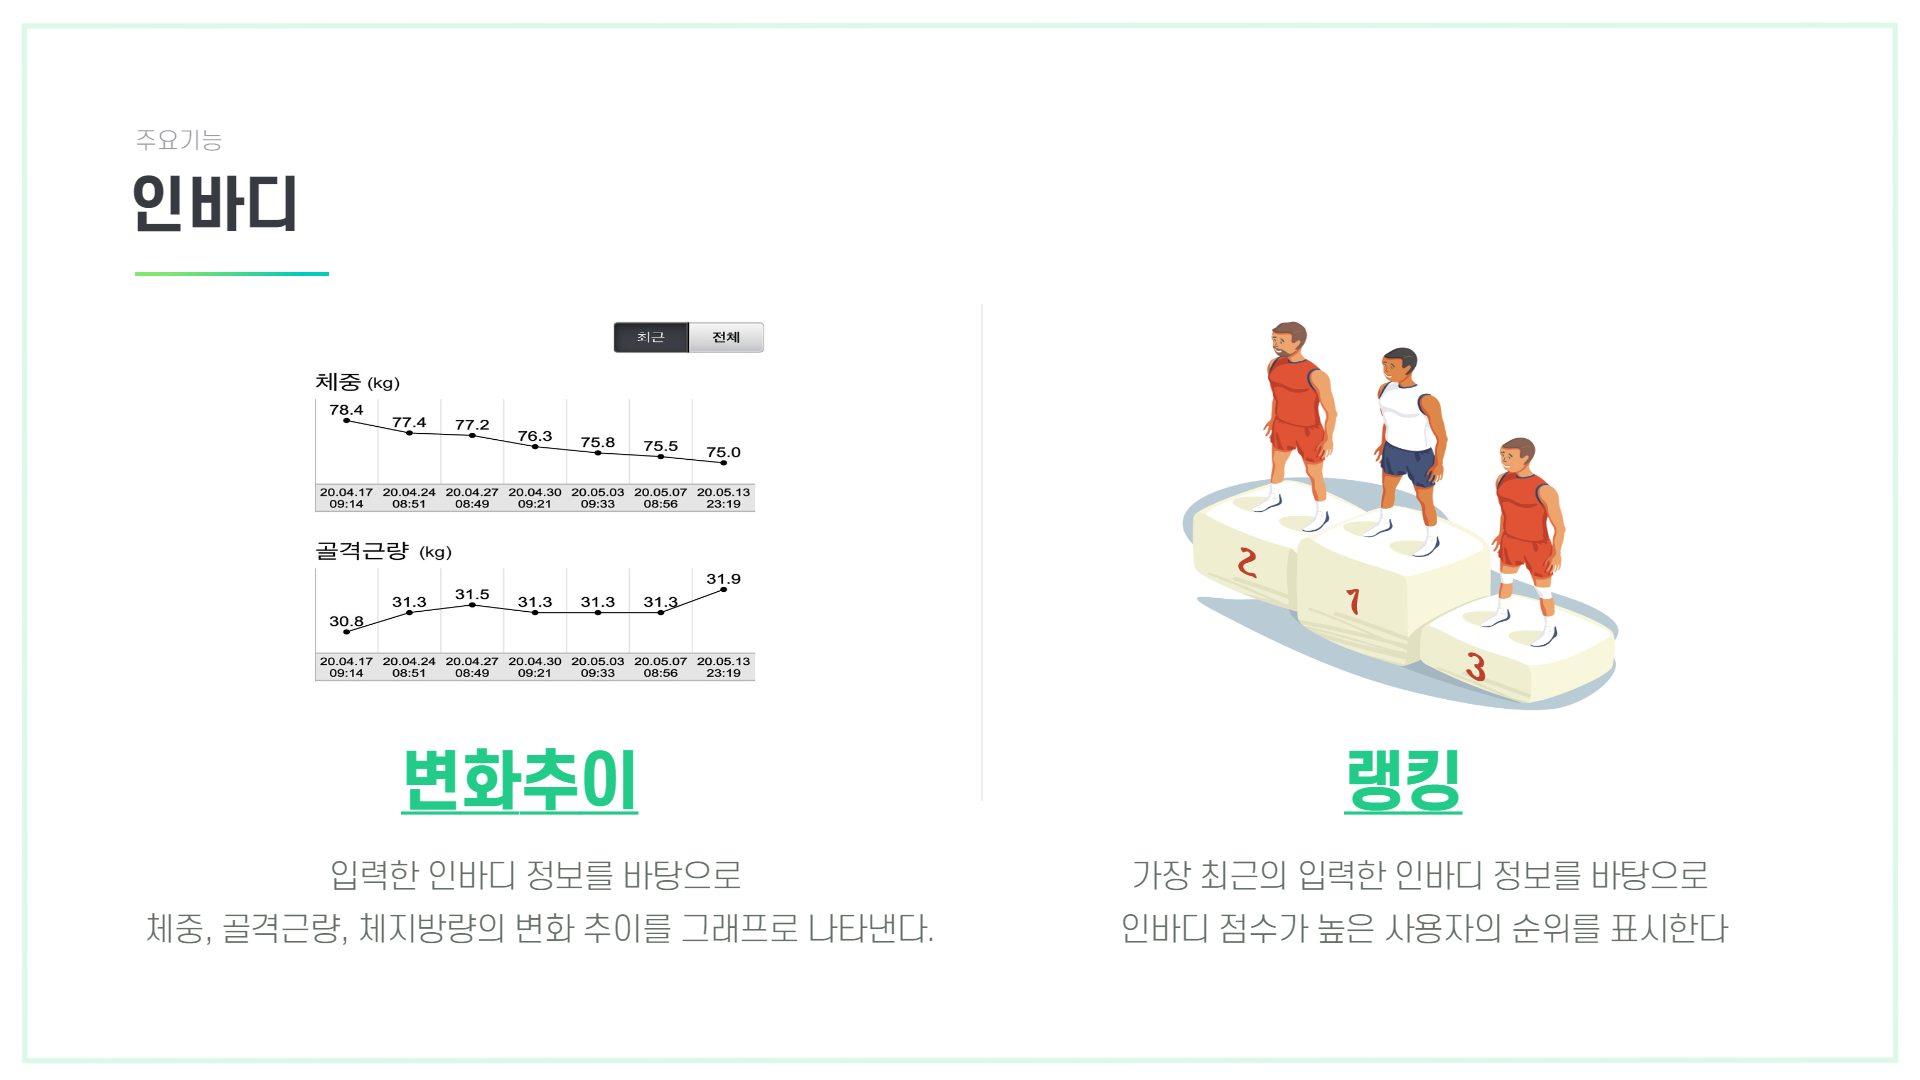 주요기능
인바디
최근 전체
체중 (kg)
78.4 77.4 77.2 76.3 75.8 75.5 75.0
20.04.17 20.04.24 20.04.27 20.04.30 20.05.03 20.05.07 20.05.13
09:14 08:51 08:49 09:21 09:33 08:56 23:19
골격근량 (kg)
30.8 31.3 31.5 31.3 31.3 31.3 31.9
20.04.17 20.04.24 20.04.27 20.04.30 20.05.03 20.05.07 20.05.13
09:14 08:51 08:49 09:21 09:33 08:56 23:19
변화추이
입력한 인바디 정보를 바탕으로
체중, 골격근량, 체지방량의 변화 추이를 그래프로 나타낸다.
2
1
3
랭킹
가장 최근의 입력한 인바디 정보를 바탕으로
인바디 점수가 높은 사용자의 순위를 표시한다